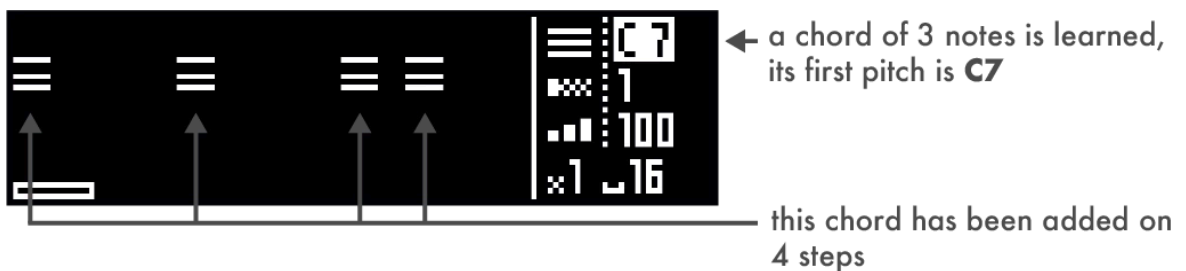 C 7
a chord of 3 notes is learned,
its first pitch is C7
1
100
x1 ␣16
this chord has been added on
4 steps